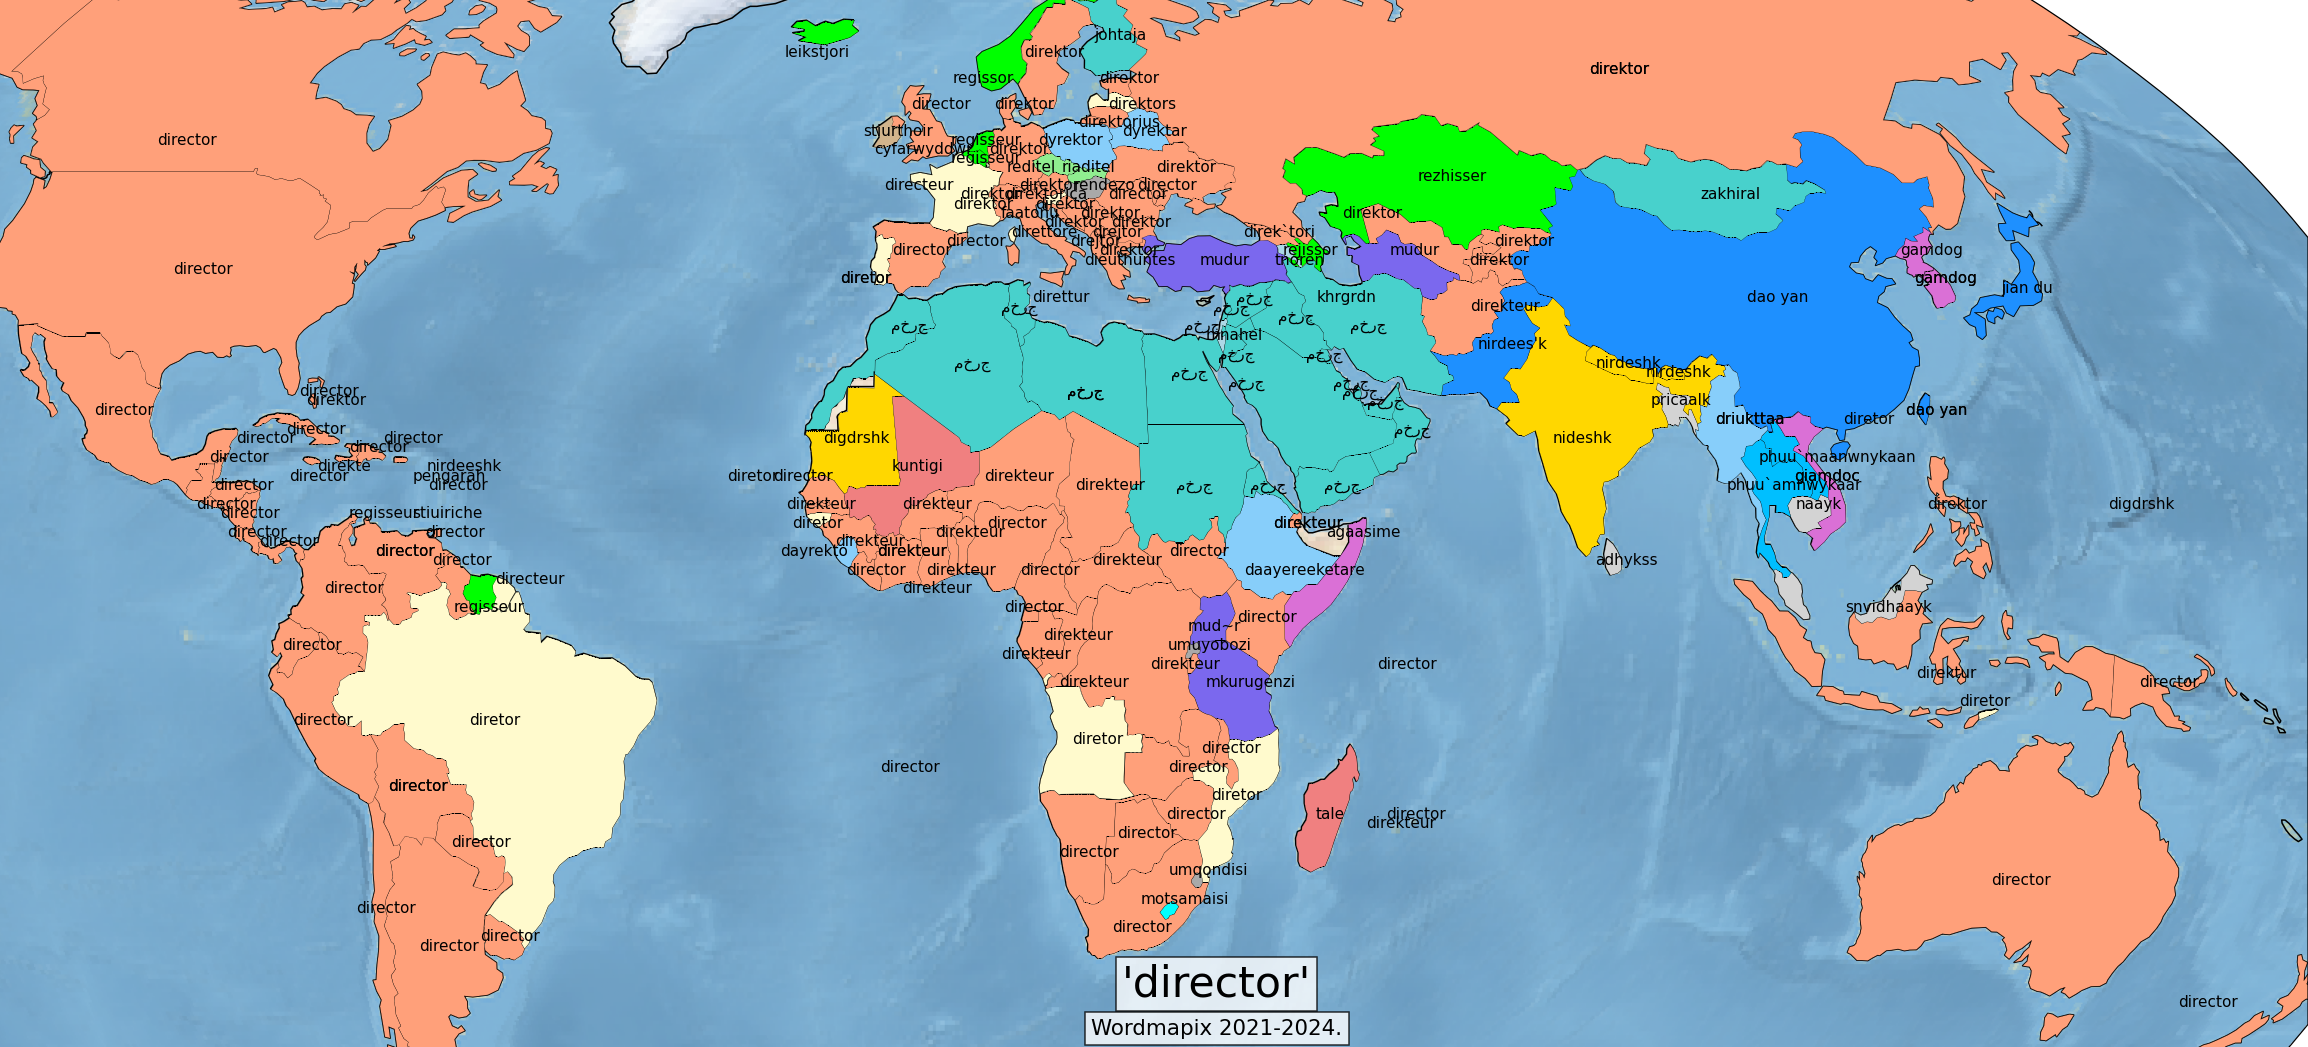 leikstjori
johtaja
direktor
direktor
regissor
direktor
director
direktor
direktors
direktorius
stjurthoir
dyrektar
dyrektor
regisseur
cyfarwyddwr
direktor
regisseur
reditel
riaditel
direktor
directeur
direktor
rendezo
director
direktor
direktorica
director
direktor
direktor
direktor
direktor
direktor
direttore
drejtor
direk`tori
rezhisser
zakhiral
direktor
director
director
drejtor
direktor
rejissor
mudur
direktor
gamdog
dieuthuntes
mudur
tnoren
direktor
director
director
diretor
gamdog
direttur
khrgrdn
dao yan
jian du
direkteur
مخرج
مخرج
مخرج
مخرج
مخرج
مخرج
مخرج
مخرج
nirdees'k
مخرج
مخرج
nirdeshk
مخرج
مخرج
nirdeshk
مخرج
مخرج
مخرج
مخرج
director
direktor
pricaalk
director
dao yan
director
driukttaa
diretor
director
director
director
digdrshk
مخرج
nideshk
director
phuu
maanwnykaan
direkte
nirdeeshk
kuntigi
director
pengarah
diretor
director
direkteur
giamdoc
director
director
direkteur
مخرج
مخرج
مخرج
phuu`amnwykaar
director
direkteur
direkteur
naayk
direktor
digdrshk
director
regisseur
stiuiriche
diretor
director
direkteur
director
director
director
direkteur
agaasime
director
direkteur
dayrekto
direkteur
director
director
direkteur
adhykss
director
direkteur
director
daayereeketare
directeur
director
direkteur
regisseur
director
director
snvidhaayk
mud~r
direkteur
director
umuyobozi
direkteur
direkteur
director
direkteur
mkurugenzi
direktur
director
diretor
director
diretor
diretor
director
director
director
director
diretor
director
tale
director
direkteur
director
director
director
umqondisi
director
motsamaisi
director
director
director
director
director
'director'
Wordmapix 2021-2024.